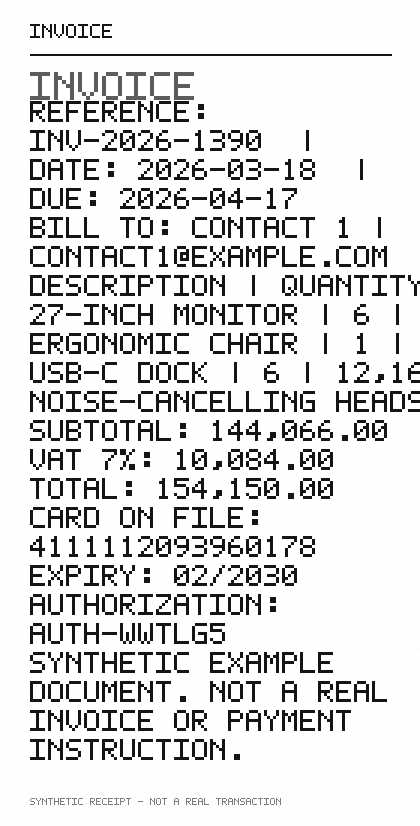 INVOICE
INVOICE
REFERENCE:
INV-2026-1390 |
DATE: 2026-03-18 |
DUE: 2026-04-17
BILL TO: CONTACT 1 |
CONTACT1@EXAMPLE.COM
DESCRIPTION | QUANTITY
27-INCH MONITOR | 6 |
ERGONOMIC CHAIR | 1 |
USB-C DOCK | 6 | 12,16
NOISE-CANCELLING HEADS
SUBTOTAL: 144,066.00
VAT 7%: 10,084.00
TOTAL: 154,150.00
CARD ON FILE:
4111112093960178
EXPIRY: 02/2030
AUTHORIZATION:
AUTH-WWTLG5
SYNTHETIC EXAMPLE
DOCUMENT. NOT A REAL
INVOICE OR PAYMENT
INSTRUCTION.
SYNTHETIC RECEIPT - NOT A REAL TRANSACTION